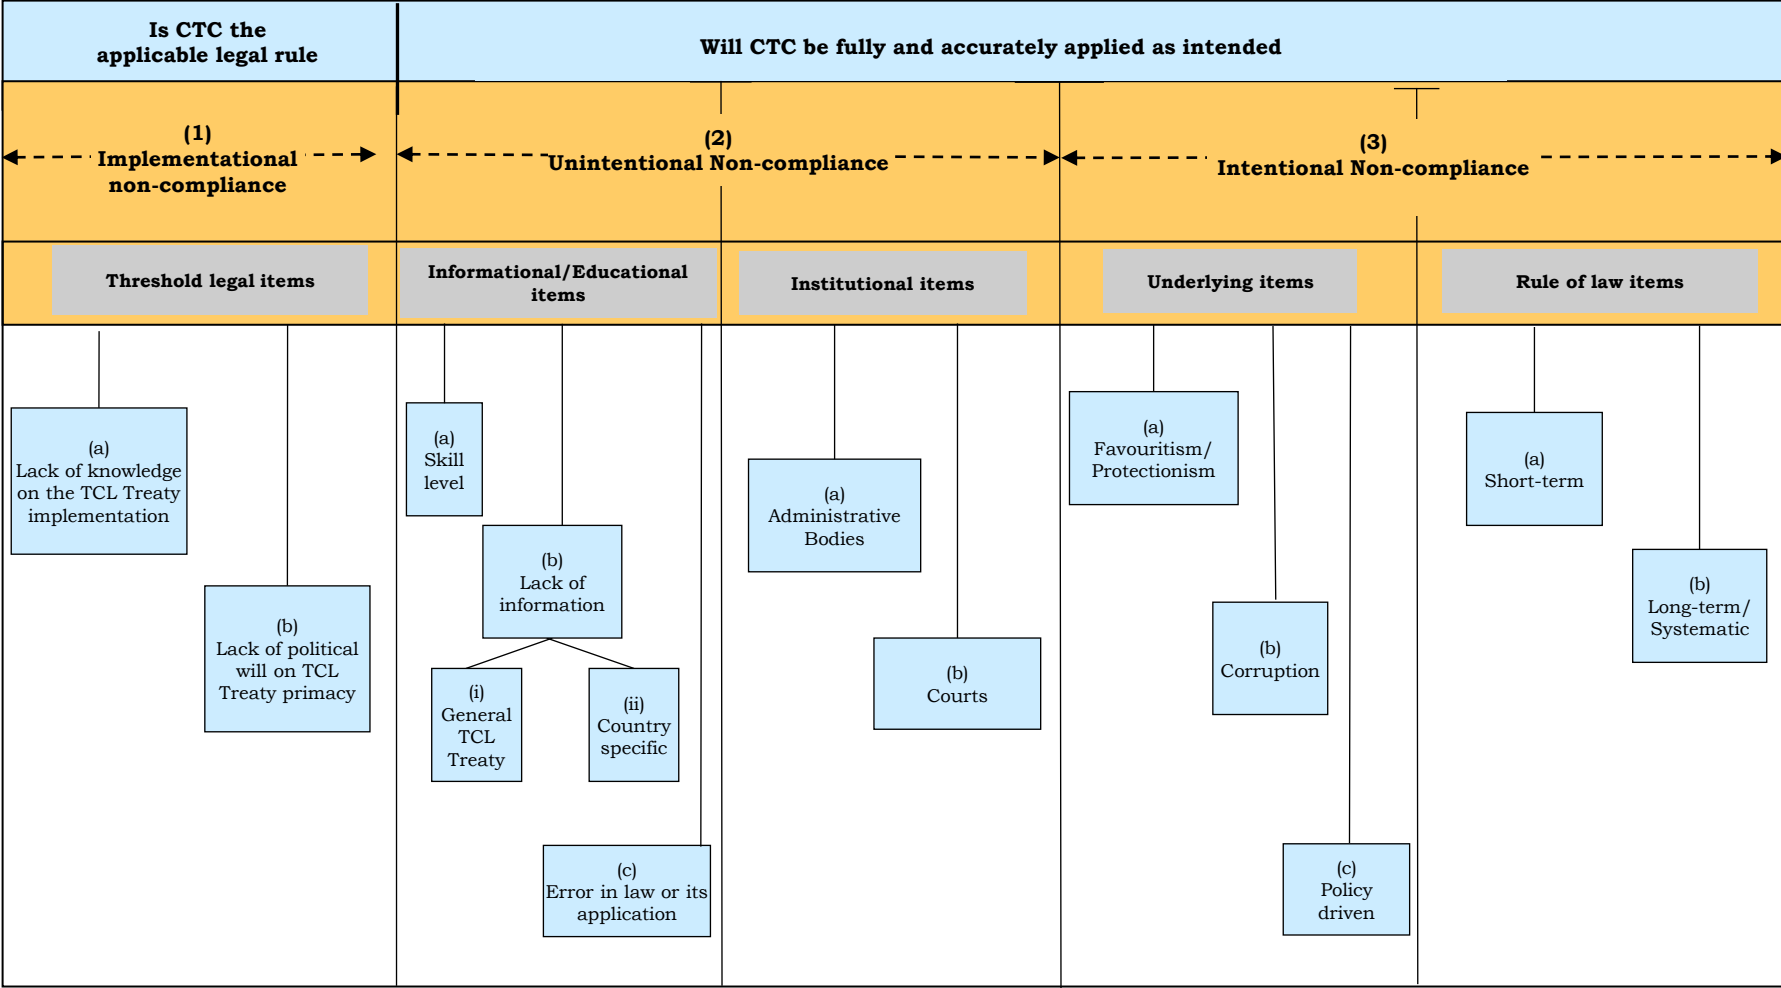 Is CTC the
applicable legal rule
Will CTC be fully and accurately applied as intended
(1)
Implementational
non-compliance
(2)
Unintentional Non-compliance
(3)
Intentional Non-compliance
Threshold legal items
Informational/Educational
items
Institutional items
Underlying items
Rule of law items
(a)
Lack of knowledge
on the TCL Treaty
implementation
(b)
Lack of political
will on TCL
Treaty primacy
(a)
Skill
level
(b)
Lack of
information
(i)
General
TCL
Treaty
(ii)
Country
specific
(c)
Error in law or its
application
(a)
Administrative
Bodies
(b)
Courts
(a)
Favouritism/
Protectionism
(b)
Corruption
(c)
Policy
driven
(a)
Short-term
(b)
Long-term/
Systematic